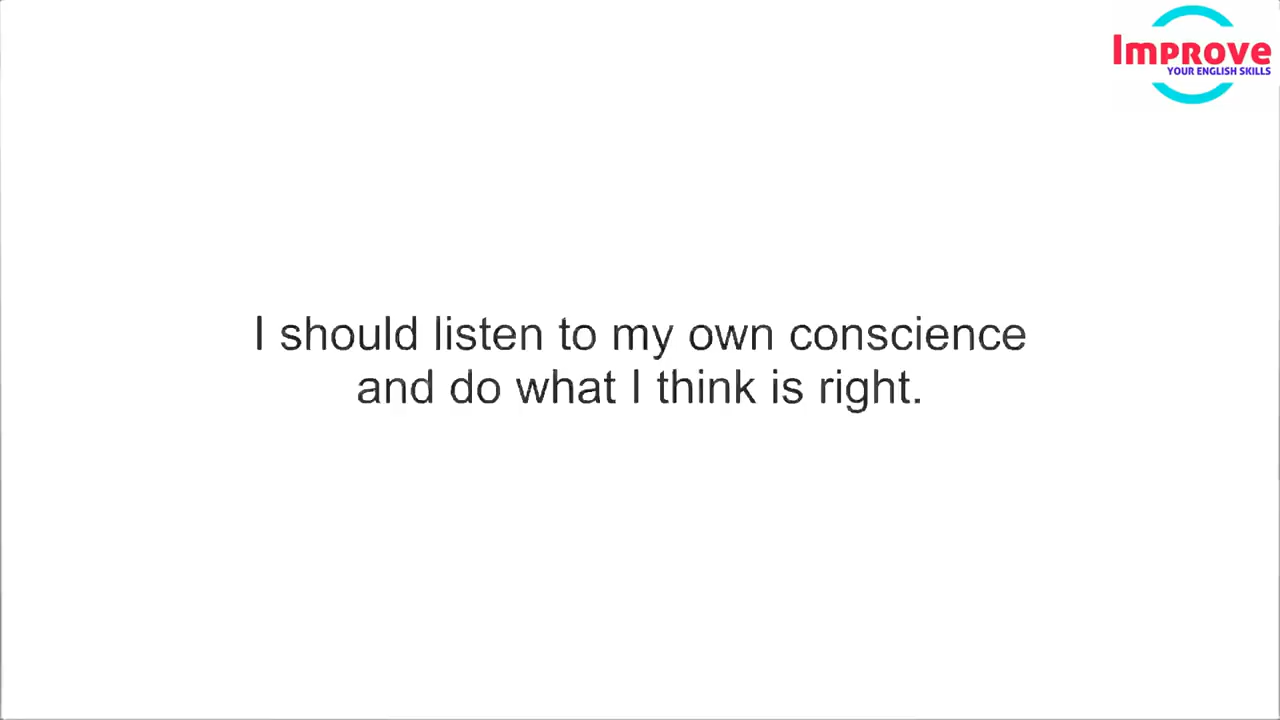 Improve
YOUR ENGLISH SKILLS
I should listen to my own conscience
and do what I think is right.